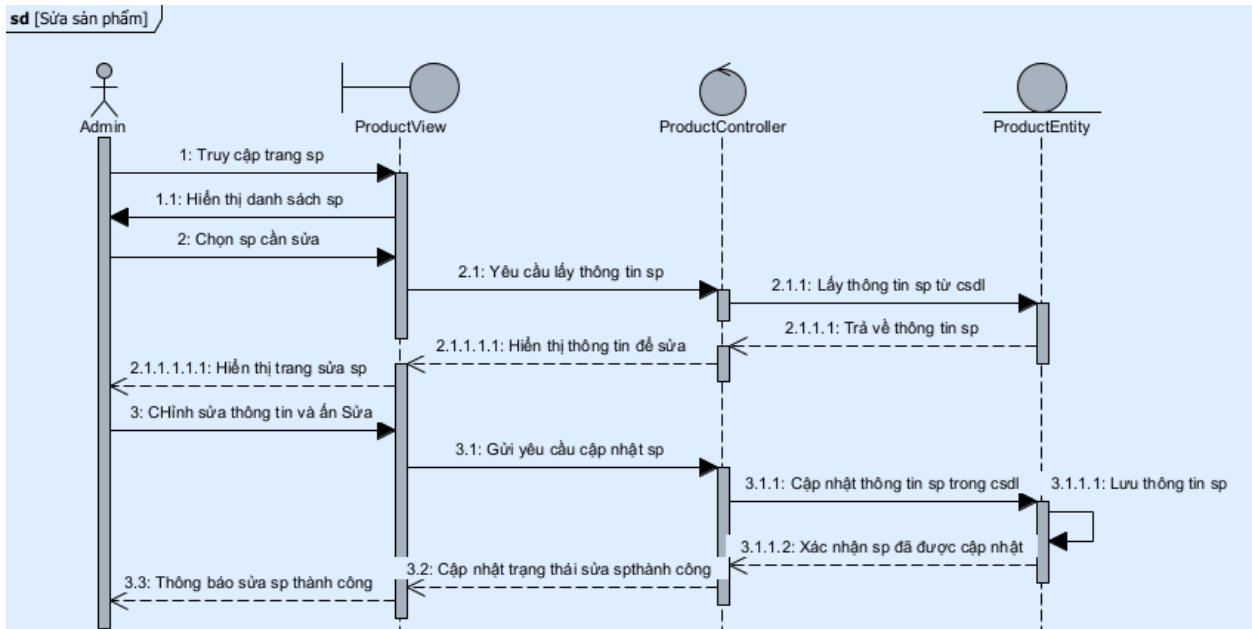 sd [Sửa sản phẩm]
Admin
ProductView
ProductController
ProductEntity
1: Truy cập trang sp
1.1: Hiển thị danh sách sp
2: Chọn sp cần sửa
2.1: Yêu cầu lấy thông tin sp
2.1.1: Lấy thông tin sp từ csdl
2.1.1.1: Trả về thông tin sp
2.1.1.1.1: Hiển thị thông tin để sửa
2.1.1.1.1.1: Hiển thị trang sửa sp
3: CHỉnh sửa thông tin và ấn Sửa
3.1: Gửi yêu cầu cập nhật sp
3.1.1: Cập nhật thông tin sp trong csdl
3.1.1.1: Lưu thông tin sp
3.1.1.2: Xác nhận sp đã được cập nhật
3.2: Cập nhật trạng thái sửa spthành công
3.3: Thông báo sửa sp thành công